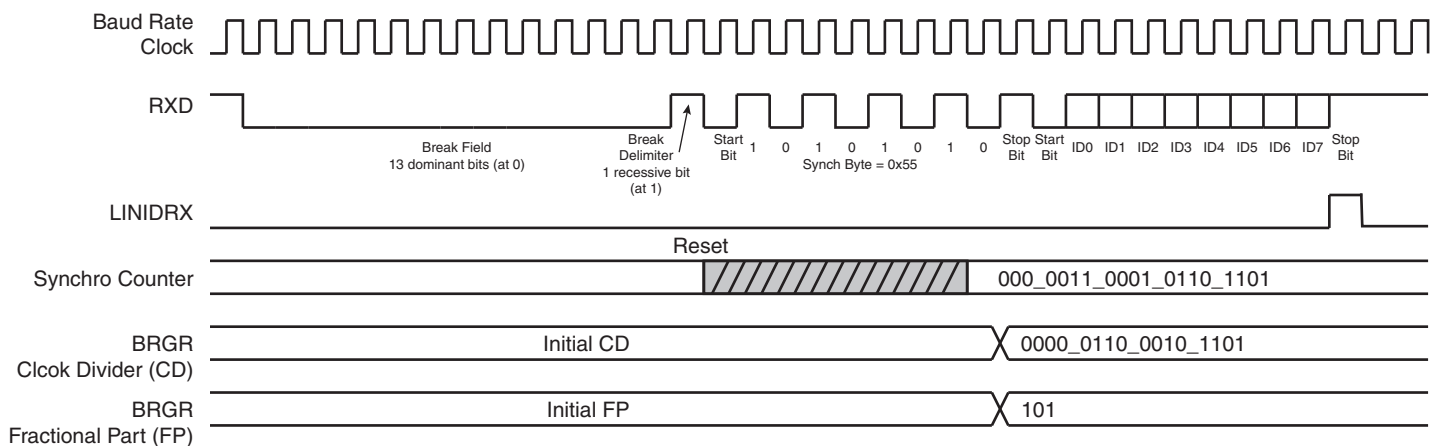 Baud Rate
Clock
RXD
Break Field
13 dominant bits (at 0)
Break
Delimiter
1 recessive bit
(at 1)
Start
Bit
1 0 1 0 1 0 1 0
Synch Byte = 0x55
Stop
Bit
Start
Bit
ID0 ID1 ID2 ID3 ID4 ID5 ID6 ID7
Stop
Bit
LINIDRX
Reset
Synchro Counter
000_0011_0001_0110_1101
BRGR
Clcok Divider (CD)
Initial CD
0000_0110_0010_1101
BRGR
Fractional Part (FP)
Initial FP
101